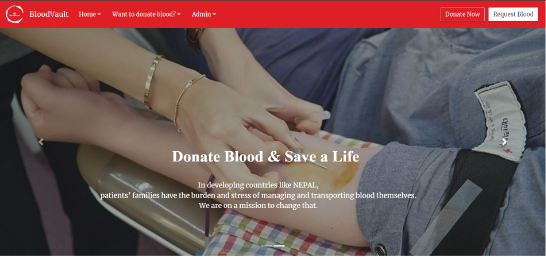 BloodVault
Home
Want to donate blood?
Admin
Donate Now
Request Blood
Donate Blood & Save a Life
In developing countries like NEPAL,
patients' families have the burden and stress of managing and transporting blood themselves.
We are on a mission to change that.